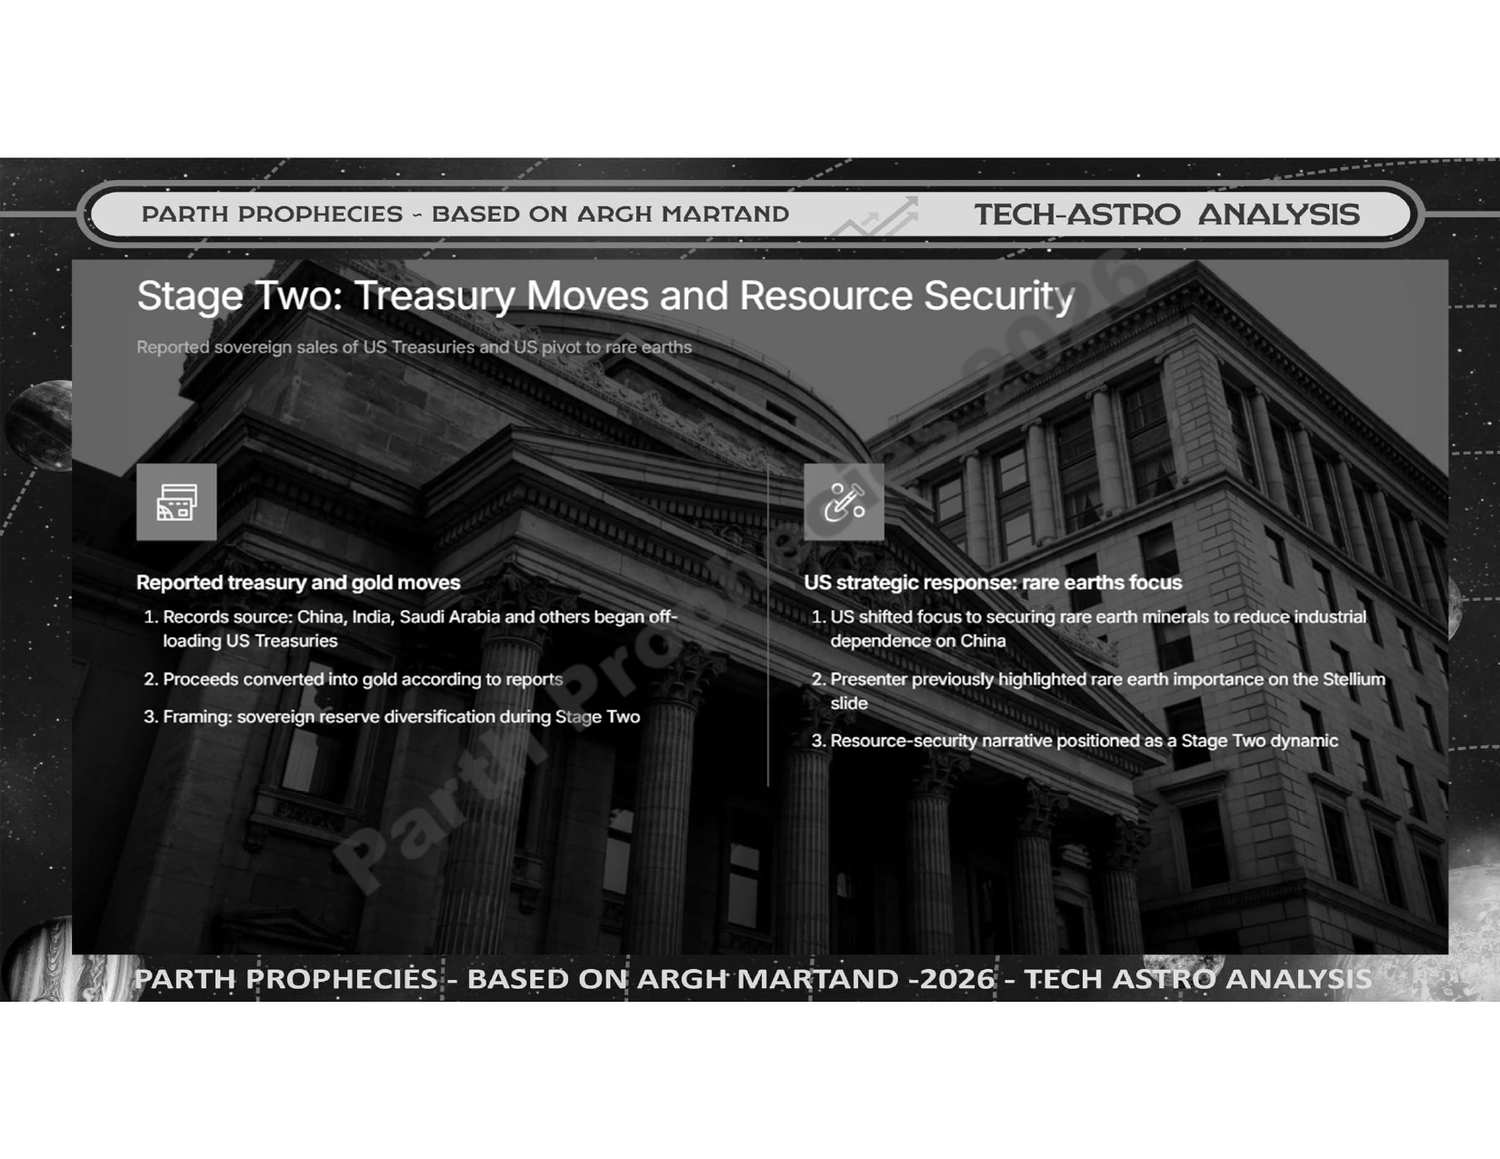 PARTH PROPHECIES ~ BASED ON ARGH MARTAND
TECH-ASTRO ANALYSIS
Stage Two: Treasury Moves and Resource Security
Reported sovereign sales of US Treasuries and US pivot to rare earths
Reported treasury and gold moves
1. Records source: China, India, Saudi Arabia and others began off-
loading US Treasuries
2. Proceeds converted into gold according to reports
3. Framing: sovereign reserve diversification during Stage Two
US strategic response: rare earths focus
1. US shifted focus to securing rare earth minerals to reduce industrial
dependence on China
2. Presenter previously highlighted rare earth importance on the Stellium
slide
3. Resource-security narrative positioned as a Stage Two dynamic
Parth Prophecies 2026
PARTH PROPHECIES - BASED ON ARGH MARTAND -2026 - TECH ASTRO ANALYSIS